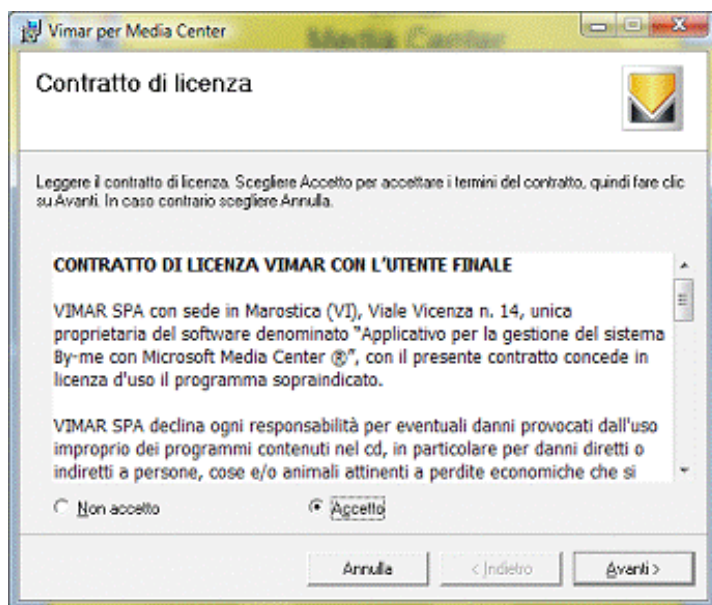 Vimar per Media Center
Media Center
Contratto di licenza
Leggere il contratto di licenza. Scegliere Accetto per accettare i termini del contratto, quindi fare clic
su Avanti. In caso contrario scegliere Annulla.
CONTRATTO DI LICENZA VIMAR CON L'UTENTE FINALE
VIMAR SPA con sede in Marostica (VI), Viale Vicenza n. 14, unica
proprietaria del software denominato "Applicativo per la gestione del sistema
By-me con Microsoft Media Center ®", con il presente contratto concede in
licenza d'uso il programma sopraindicato.
VIMAR SPA declina ogni responsabilità per eventuali danni provocati dall'uso
improprio dei programmi contenuti nel cd, in particolare per danni diretti o
indiretti a persone, cose e/o animali attinenti a perdite economiche che si
Non accetto
Accetto
Annulla
< Indietro
Avanti >